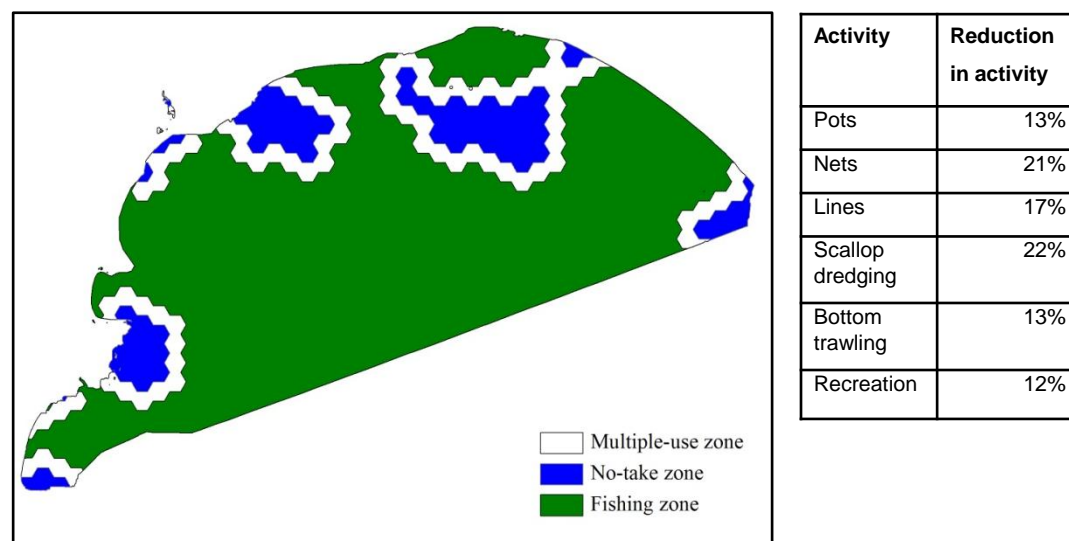 Multiple-use zone
No-take zone
Fishing zone
Activity Reduction
in activity
Pots 13%
Nets 21%
Lines 17%
Scallop 22%
dredging
Bottom 13%
trawling
Recreation 12%